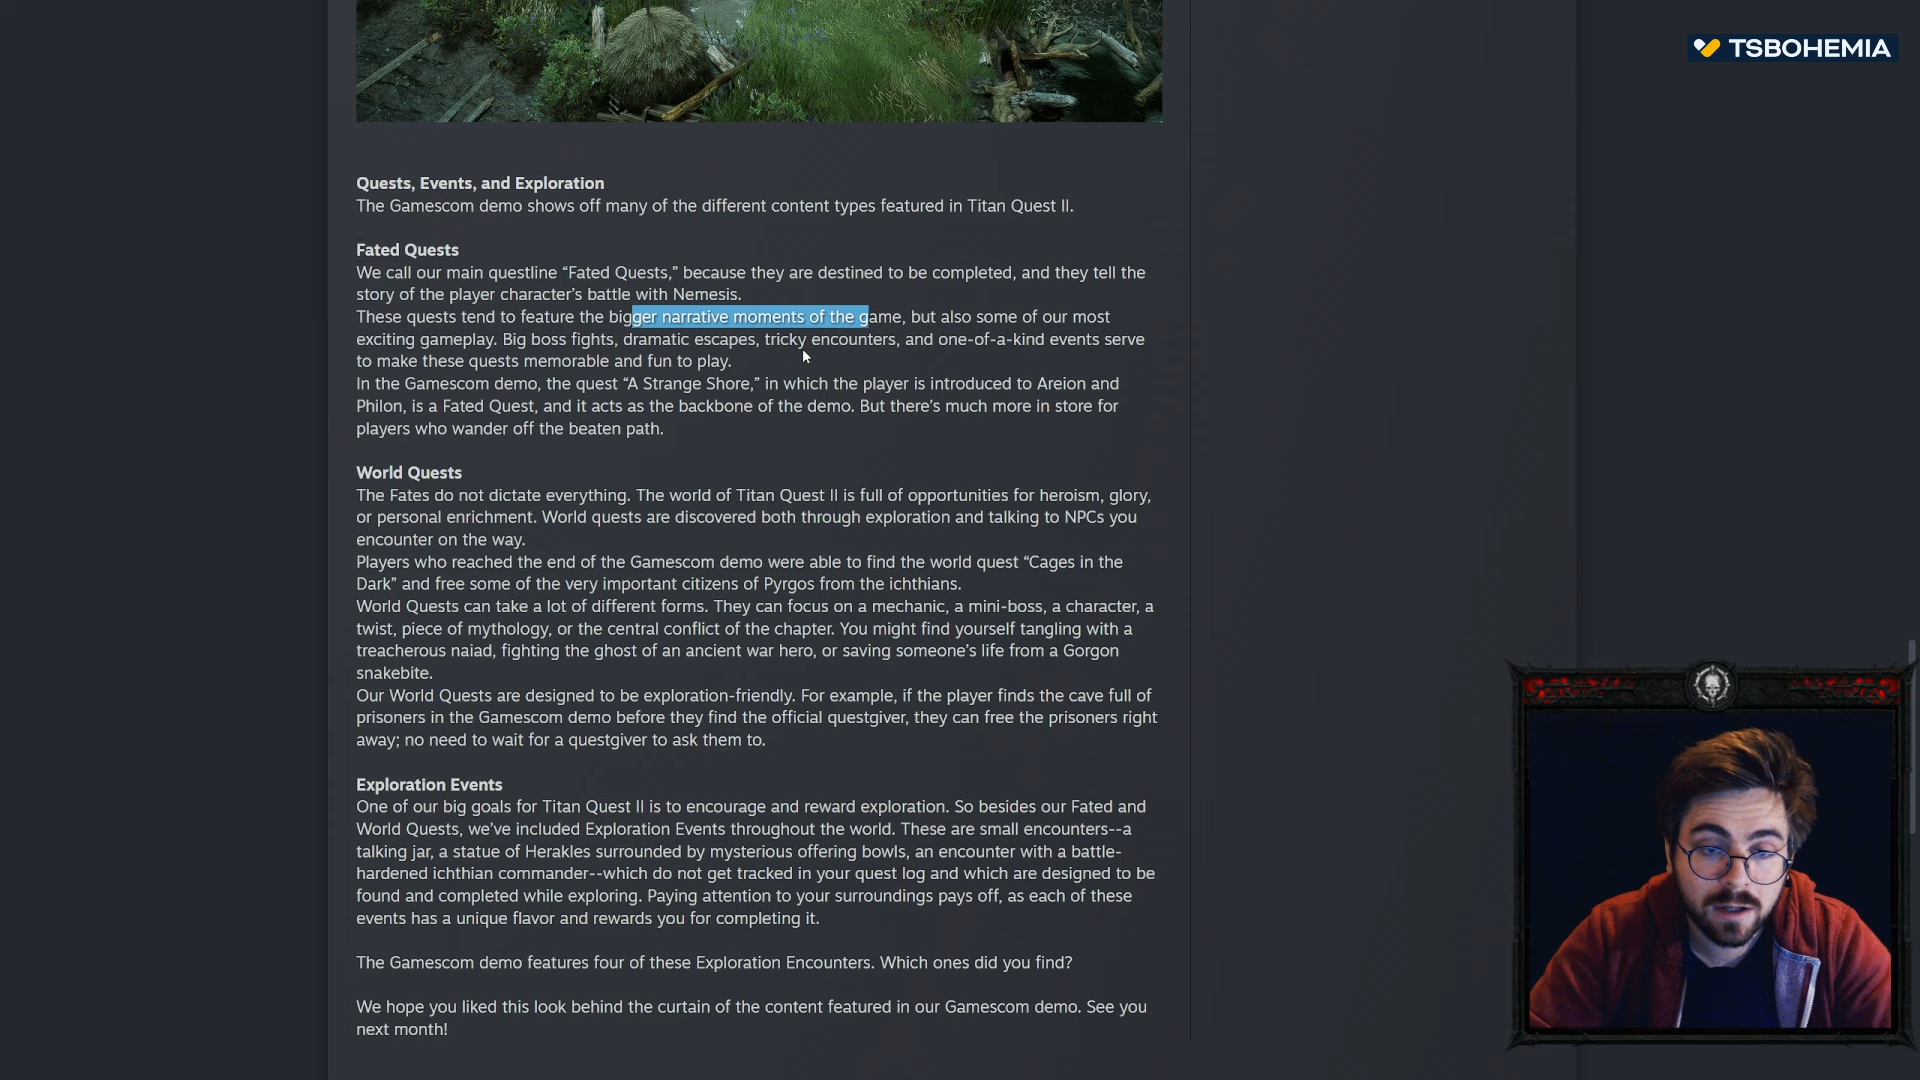 TSBOHEMIA
Quests, Events, and Exploration
The Gamescom demo shows off many of the different content types featured in Titan Quest II.
Fated Quests
We call our main questline “Fated Quests,” because they are destined to be completed, and they tell the
story of the player character’s battle with Nemesis.
These quests tend to feature the bigger narrative moments of the game, but also some of our most
exciting gameplay. Big boss fights, dramatic escapes, tricky encounters, and one-of-a-kind events serve
to make these quests memorable and fun to play.
In the Gamescom demo, the quest “A Strange Shore,” in which the player is introduced to Areion and
Philon, is a Fated Quest, and it acts as the backbone of the demo. But there’s much more in store for
players who wander off the beaten path.
World Quests
The Fates do not dictate everything. The world of Titan Quest II is full of opportunities for heroism, glory,
or personal enrichment. World quests are discovered both through exploration and talking to NPCs you
encounter on the way.
Players who reached the end of the Gamescom demo were able to find the world quest “Cages in the
Dark” and free some of the very important citizens of Pyrgos from the ichthians.
World Quests can take a lot of different forms. They can focus on a mechanic, a mini-boss, a character, a
twist, piece of mythology, or the central conflict of the chapter. You might find yourself tangling with a
treacherous naiad, fighting the ghost of an ancient war hero, or saving someone’s life from a Gorgon
snakebite.
Our World Quests are designed to be exploration-friendly. For example, if the player finds the cave full of
prisoners in the Gamescom demo before they find the official questgiver, they can free the prisoners right
away; no need to wait for a questgiver to ask them to.
Exploration Events
One of our big goals for Titan Quest II is to encourage and reward exploration. So besides our Fated and
World Quests, we’ve included Exploration Events throughout the world. These are small encounters--a
talking jar, a statue of Herakles surrounded by mysterious offering bowls, an encounter with a battle-
hardened ichthian commander--which do not get tracked in your quest log and which are designed to be
found and completed while exploring. Paying attention to your surroundings pays off, as each of these
events has a unique flavor and rewards you for completing it.
The Gamescom demo features four of these Exploration Encounters. Which ones did you find?
We hope you liked this look behind the curtain of the content featured in our Gamescom demo. See you
next month!